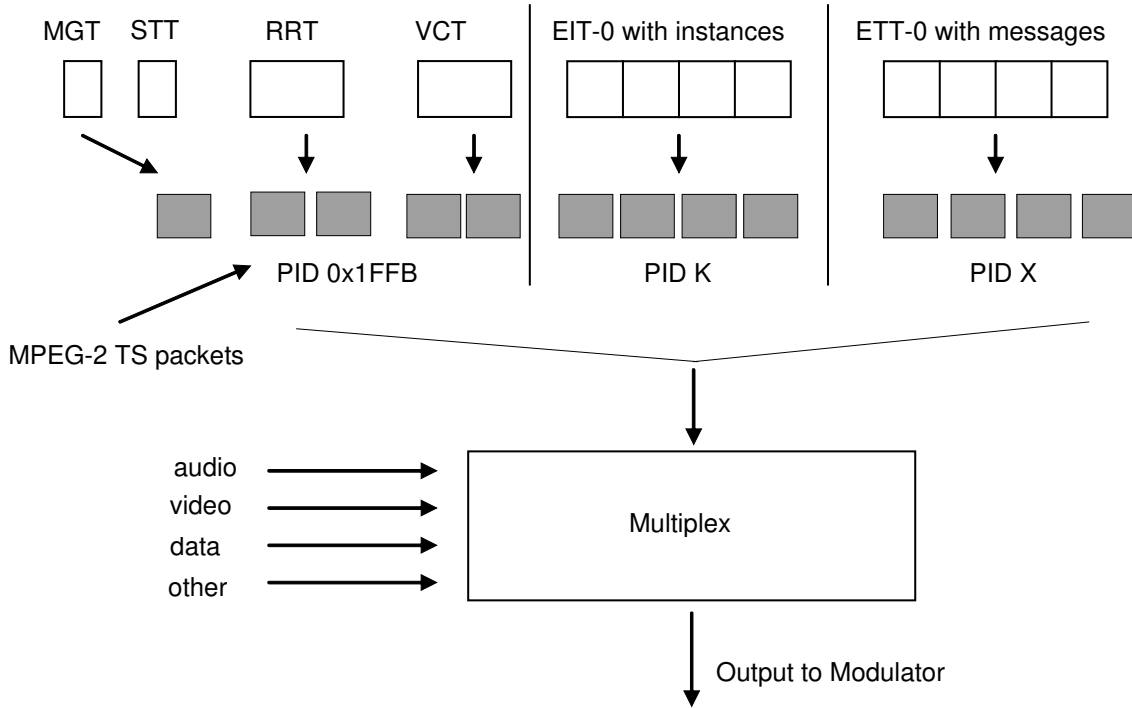 MGT STT RRT VCT EIT-0 with instances ETT-0 with messages
PID 0x1FFB PID K PID X
MPEG-2 TS packets
audio
video
data
other
Multiplex
Output to Modulator